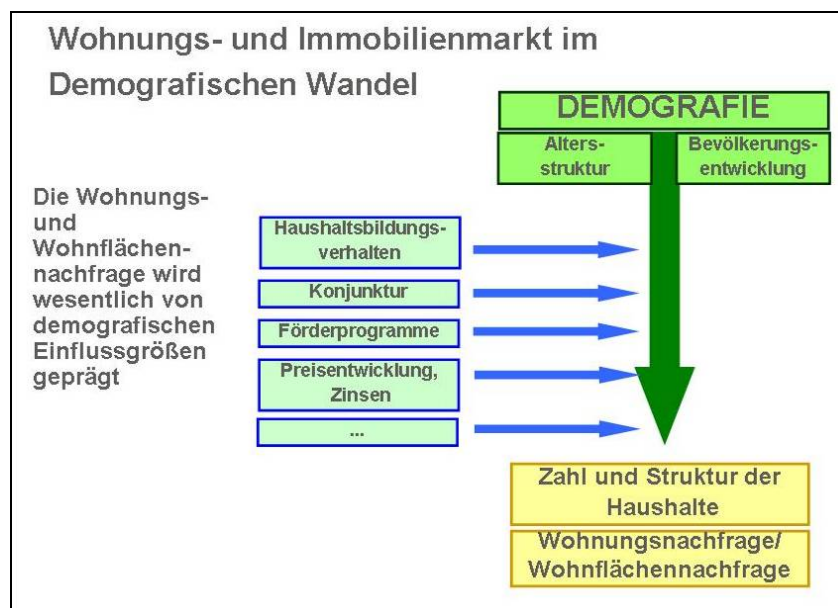 Wohnungs- und Immobilienmarkt im
Demografischen Wandel
DEMOGRAFIE
Alters-
struktur
Bevölkerungs-
entwicklung
Die Wohnungs-
und
Wohnflächen-
nachfrage wird
wesentlich von
demografischen
Einflussgrößen
geprägt
Haushaltsbildungs-
verhalten
Konjunktur
Förderprogramme
Preisentwicklung,
Zinsen
...
Zahl und Struktur der
Haushalte
Wohnungsnachfrage/
Wohnflächennachfrage